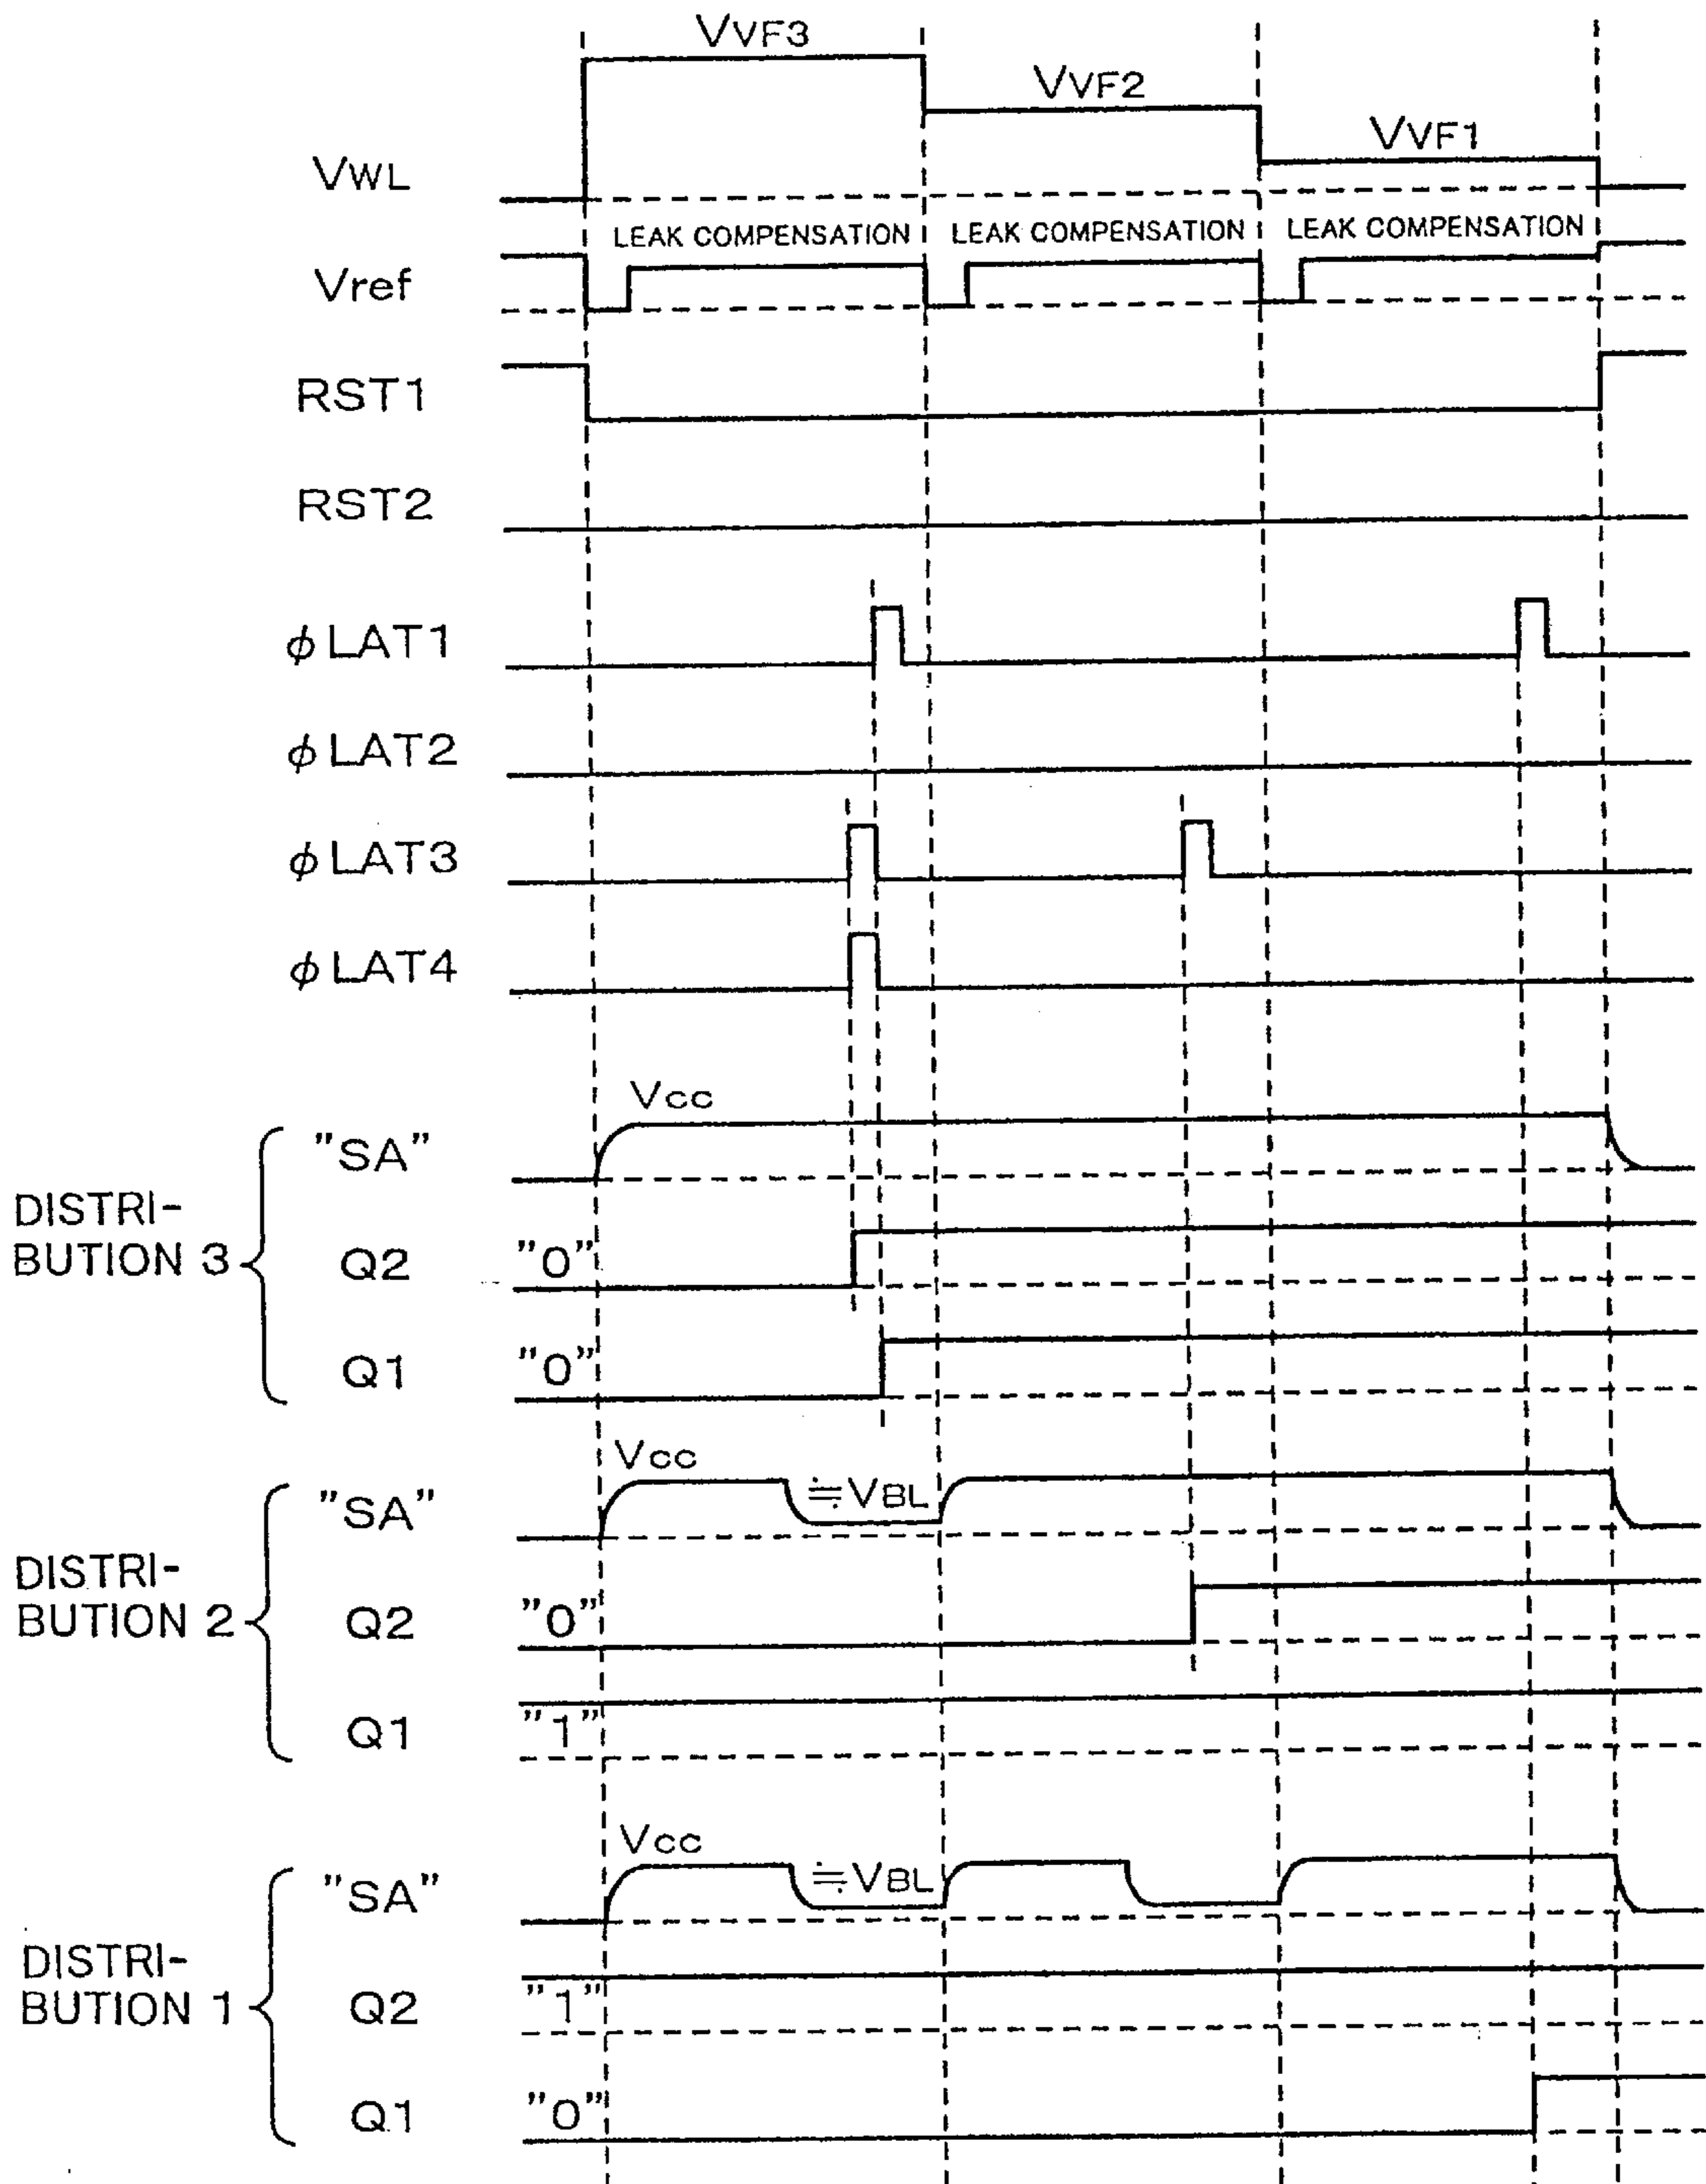 VVF3
VVF2
VVF1
VWL
LEAK COMPENSATION LEAK COMPENSATION LEAK COMPENSATION
Vref
RST1
RST2
φLAT1
φLAT2
φLAT3
φLAT4
Vcc
"SA"
DISTRI-
BUTION 3
Q2 "0"
Q1 "0"
Vcc
"SA" ≒VBL
DISTRI-
BUTION 2
Q2 "0"
Q1 "1"
Vcc
"SA" ≒VBL
DISTRI-
BUTION 1
Q2 "1"
Q1 "0"